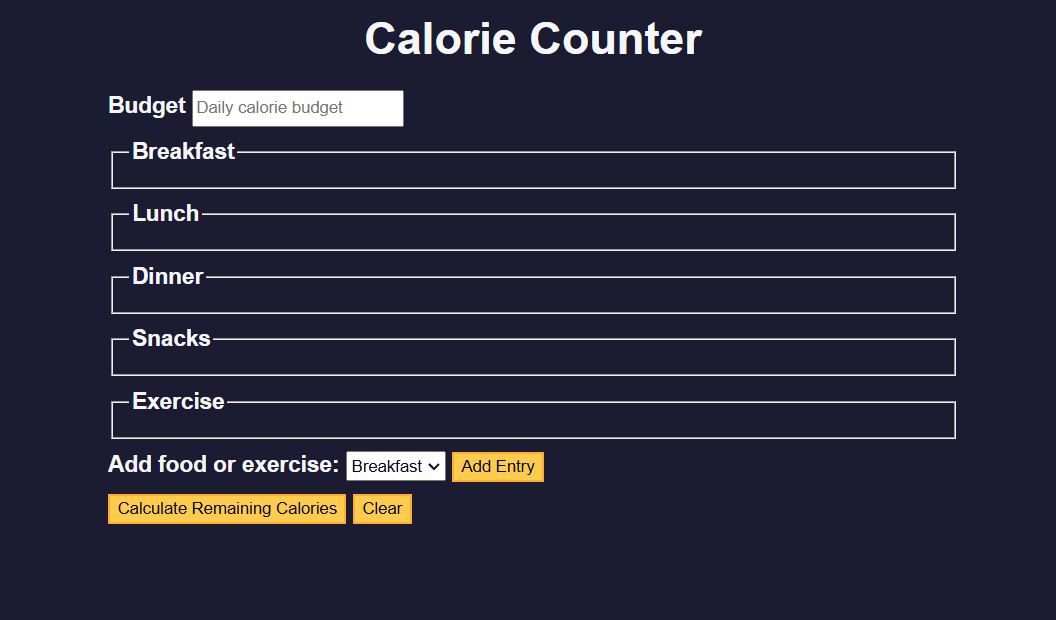 Calorie Counter
Budget Daily calorie budget
Breakfast
Lunch
Dinner
Snacks
Exercise
Add food or exercise: Breakfast Add Entry
Calculate Remaining Calories Clear